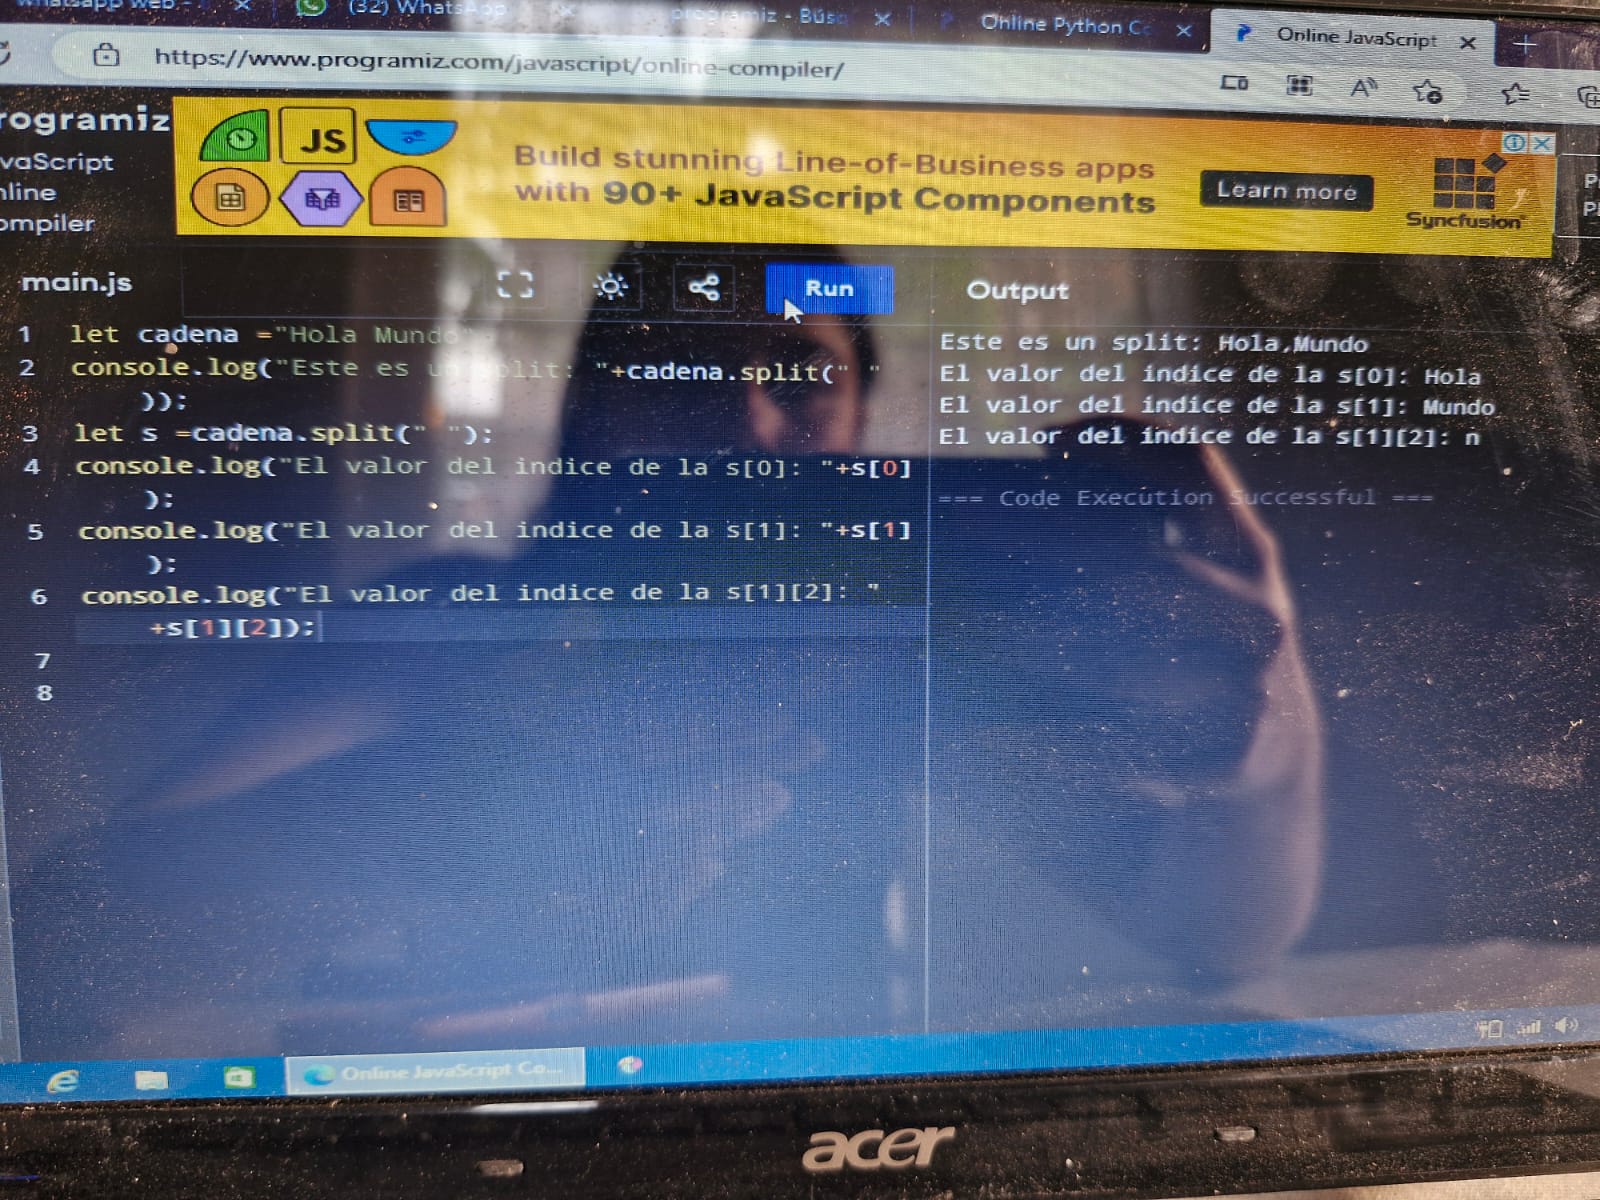 (32) WhatsApp
programiz - Bús
Online Python Co
Online JavaScript
https://www.programiz.com/javascript/online-compiler/
rogramiz
vaScript
nline
ompiler
JS
Build stunning Line-of-Business apps
with 90+ JavaScript Components
Learn more
Syncfusion
main.js
Run
Output
1 let cadena ="Hola Mundo"
2 console.log("Este es un split: "+cadena.split(" "
));
3 let s =cadena.split(" ");
4 console.log("El valor del indice de la s[0]: "+s[0]
);
5 console.log("El valor del indice de la s[1]: "+s[1]
);
6 console.log("El valor del indice de la s[1][2]: "
+s[1][2]);
7
8
Este es un split: Hola,Mundo
El valor del indice de la s[0]: Hola
El valor del indice de la s[1]: Mundo
El valor del indice de la s[1][2]: n
=== Code Execution Successful ===
Online JavaScript Co...
acer